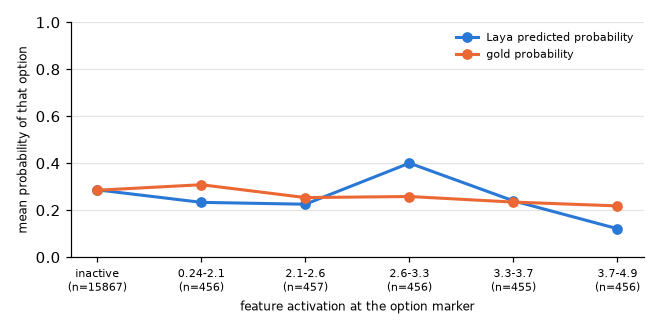 1.0
0.8
0.6
0.4
0.2
0.0
mean probability of that option
Laya predicted probability
gold probability
inactive
(n=15867)
0.24-2.1
(n=456)
2.1-2.6
(n=457)
2.6-3.3
(n=456)
3.3-3.7
(n=455)
3.7-4.9
(n=456)
feature activation at the option marker